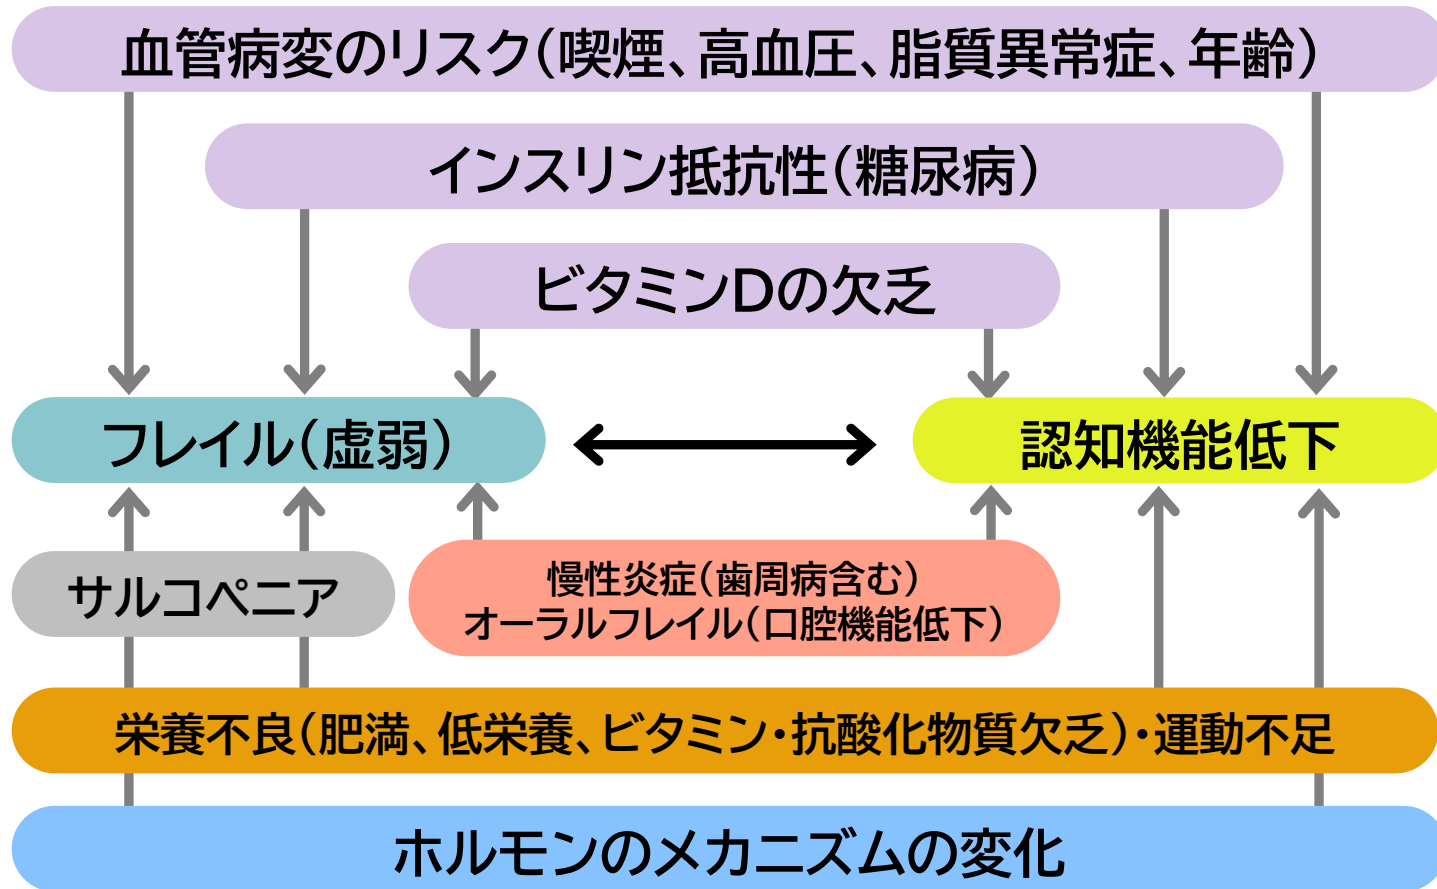 血管病変のリスク(喫煙、高血圧、脂質異常症、年齢)
インスリン抵抗性(糖尿病)
ビタミンDの欠乏
フレイル(虚弱)
認知機能低下
サルコペニア
慢性炎症(歯周病含む)
オーラルフレイル(口腔機能低下)
栄養不良(肥満、低栄養、ビタミン・抗酸化物質欠乏)・運動不足
ホルモンのメカニズムの変化